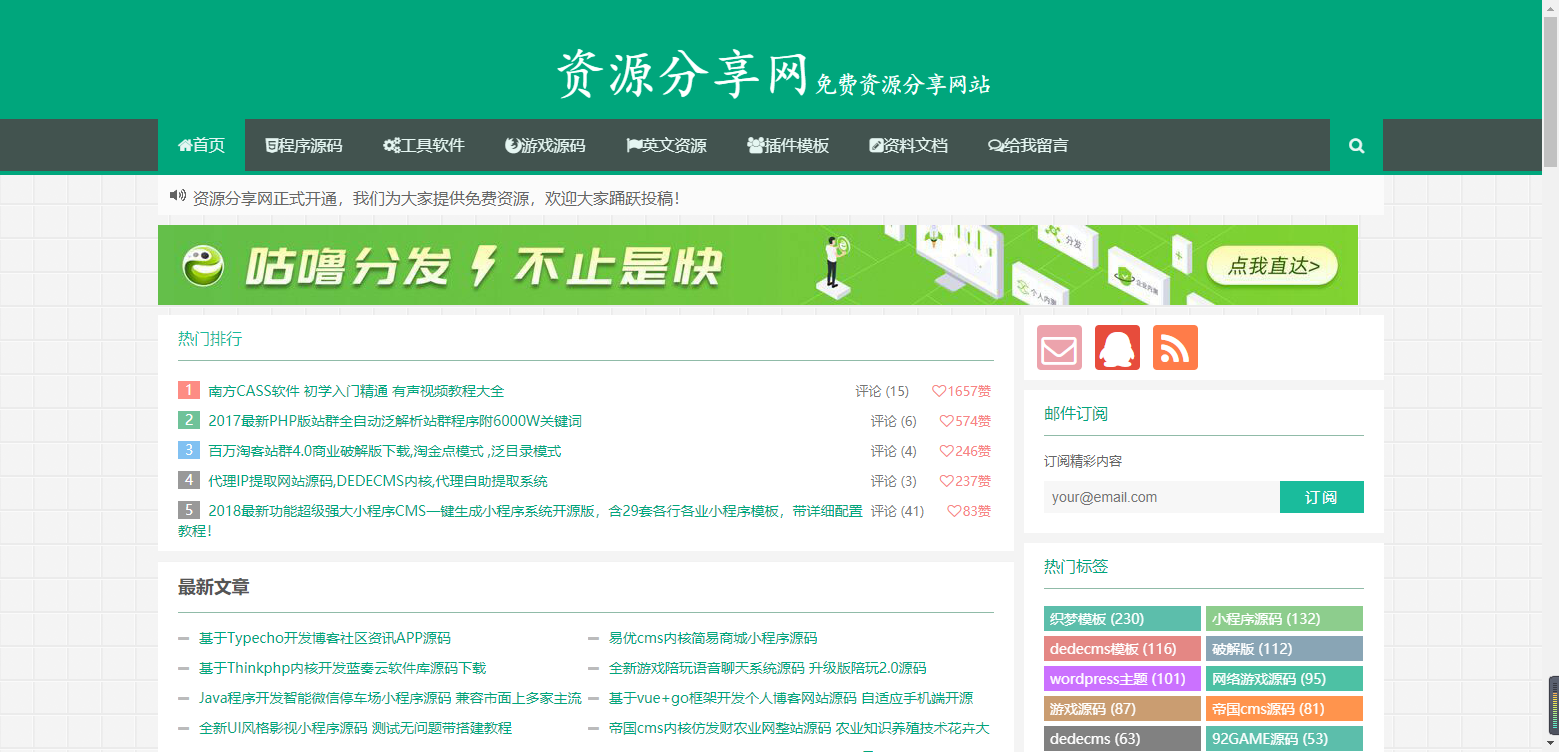 资源分享网免费资源分享网站
首页 程序源码 工具软件 游戏源码 英文资源 插件模板 资料文档 给我留言
资源分享网正式开通，我们为大家提供免费资源，欢迎大家踊跃投稿！
咕噜分发 不止是快 分发 个人内测 企业内测 点我直达>
热门排行
1 南方CASS软件 初学入门精通 有声视频教程大全 评论 (15) 1657赞
2 2017最新PHP版站群全自动泛解析站群程序附6000W关键词 评论 (6) 574赞
3 百万淘客站群4.0商业破解版下载,淘金点模式 ,泛目录模式 评论 (4) 246赞
4 代理IP提取网站源码,DEDECMS内核,代理自助提取系统 评论 (3) 237赞
5 2018最新功能超级强大小程序CMS一键生成小程序系统开源版，含29套各行各业小程序模板，带详细配置 评论 (41) 83赞
教程！
最新文章
基于Typecho开发博客社区资讯APP源码
易优cms内核简易商城小程序源码
基于Thinkphp内核开发蓝奏云软件库源码下载
全新游戏陪玩语音聊天系统源码 升级版陪玩2.0源码
Java程序开发智能微信停车场小程序源码 兼容市面上多家主流
基于vue+go框架开发个人博客网站源码 自适应手机端开源
全新UI风格影视小程序源码 测试无问题带搭建教程
帝国cms内核仿发财农业网整站源码 农业知识养殖技术花卉大
邮件订阅
订阅精彩内容
your@email.com 订阅
热门标签
织梦模板 (230) 小程序源码 (132)
dedecms模板 (116) 破解版 (112)
wordpress主题 (101) 网络游戏源码 (95)
游戏源码 (87) 帝国cms源码 (81)
dedecms (63) 92GAME源码 (53)